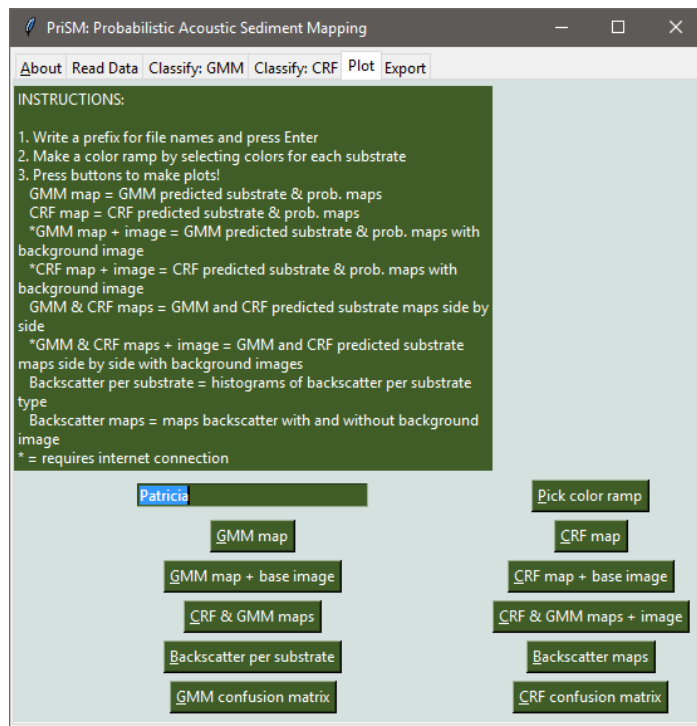 PriSM: Probabilistic Acoustic Sediment Mapping
About Read Data Classify: GMM Classify: CRF Plot Export
INSTRUCTIONS:
1. Write a prefix for file names and press Enter
2. Make a color ramp by selecting colors for each substrate
3. Press buttons to make plots!
GMM map = GMM predicted substrate & prob. maps
CRF map = CRF predicted substrate & prob. maps
*GMM map + image = GMM predicted substrate & prob. maps with
background image
*CRF map + image = CRF predicted substrate & prob. maps with
background image
GMM & CRF maps = GMM and CRF predicted substrate maps side by
side
*GMM & CRF maps + image = GMM and CRF predicted substrate
maps side by side with background images
Backscatter per substrate = histograms of backscatter per substrate
type
Backscatter maps = maps backscatter with and without background
image
* = requires internet connection
Patricia Pick color ramp
GMM map CRF map
GMM map + base image CRF map + base image
CRF & GMM maps CRF & GMM maps + image
Backscatter per substrate Backscatter maps
GMM confusion matrix CRF confusion matrix